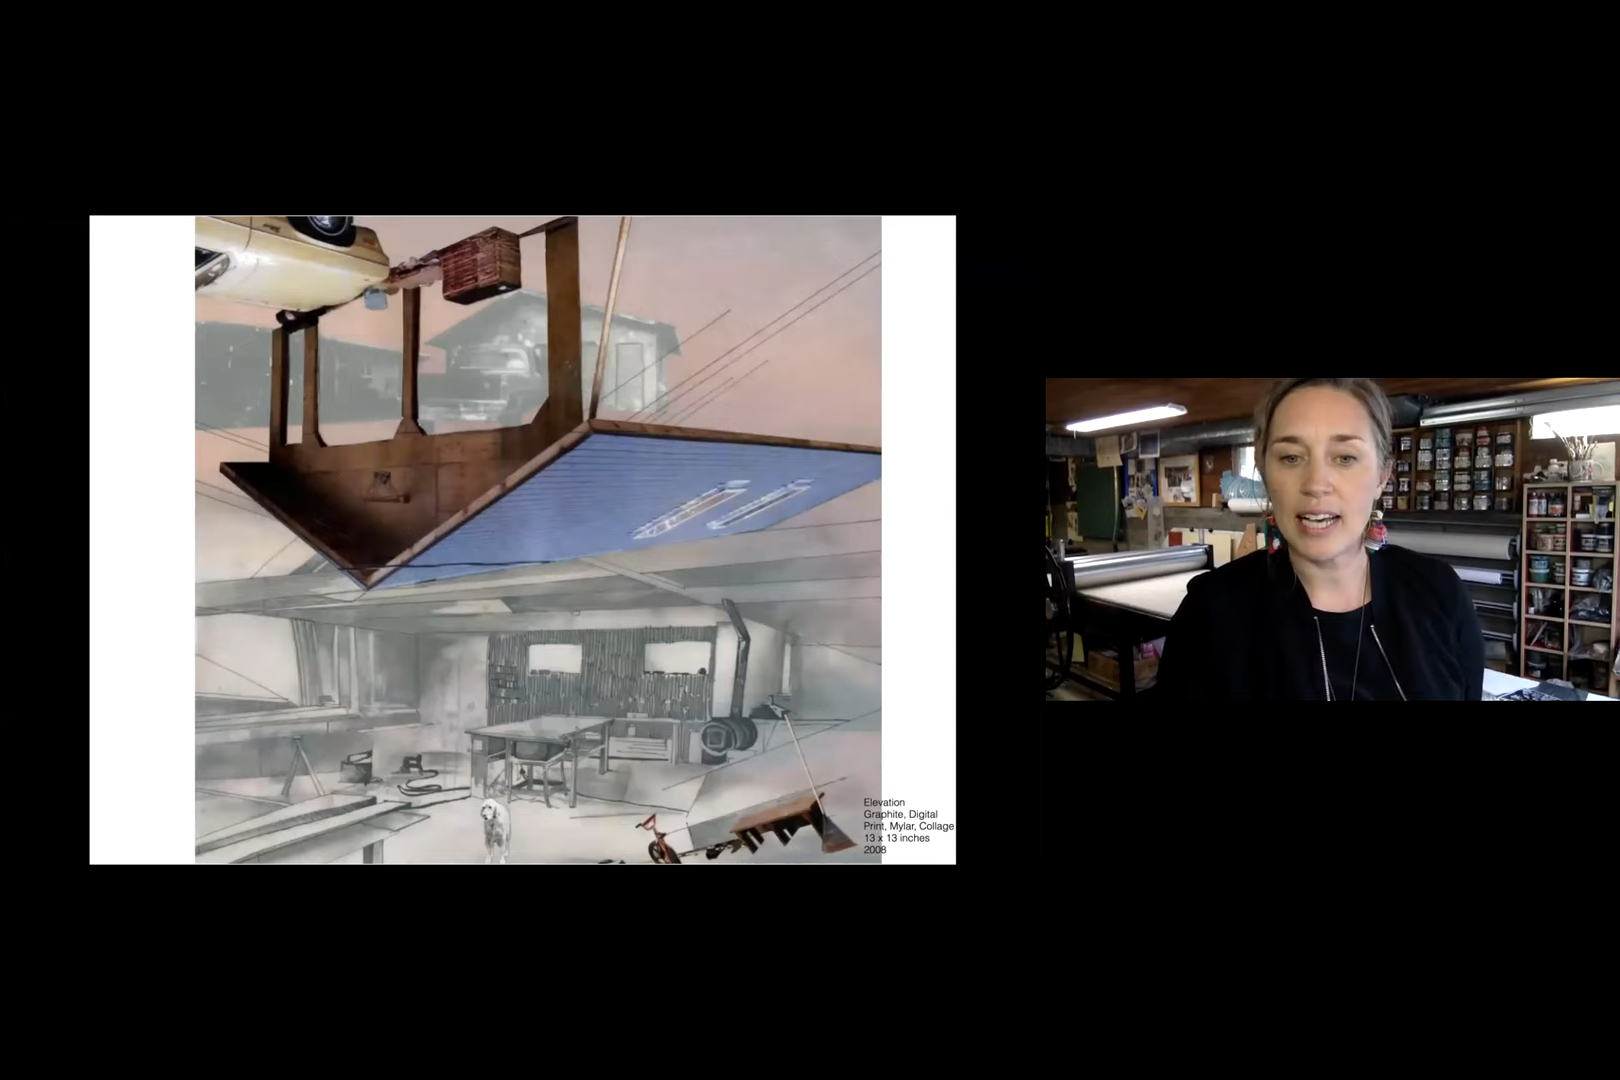 Elevation
Graphite, Digital
Print, Mylar, Collage
13 x 13 inches
2008